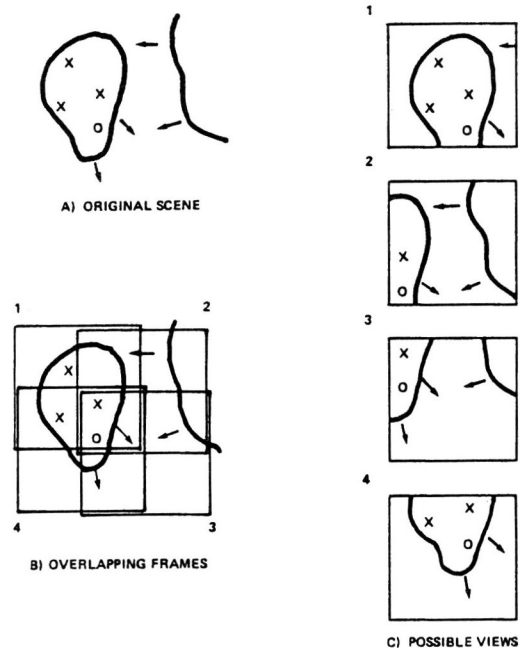 X
X
X
O
A) ORIGINAL SCENE
1
2
X
X
X
O
4
3
B) OVERLAPPING FRAMES
1
X
X
X
O
2
X
O
3
X
O
4
X
X
O
C) POSSIBLE VIEWS